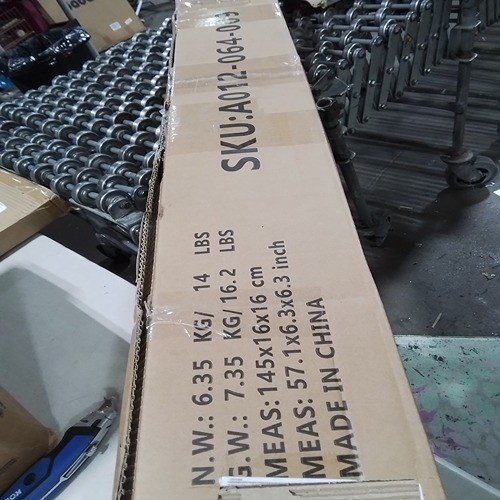 SKU:A012-064-003
N.W.: 6.35 KG/ 14 LBS
G.W.: 7.35 KG/16.2 LBS
MEAS: 145x16x16 cm
MEAS: 57.1x6.3x6.3 inch
MADE IN CHINA